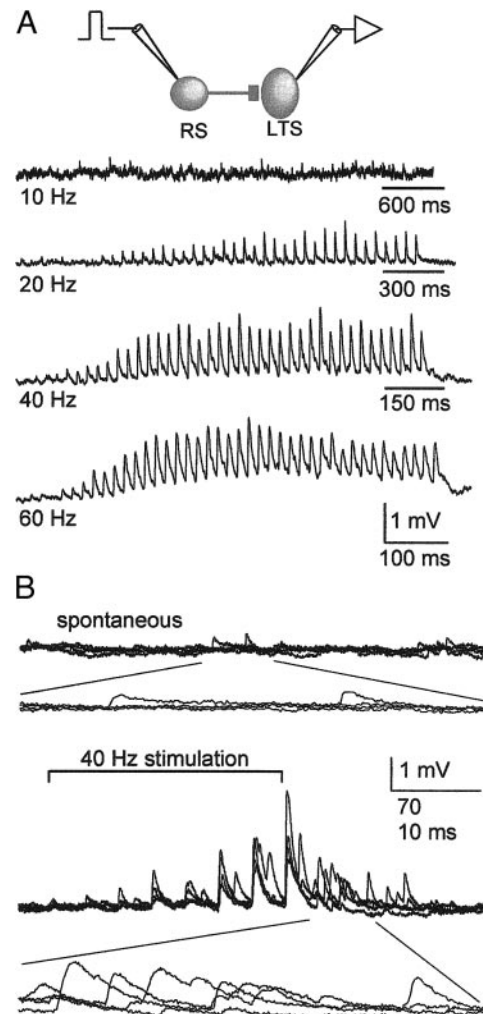 A
RS
LTS
10 Hz
600 ms
20 Hz
300 ms
40 Hz
150 ms
60 Hz
1 mV
100 ms
B
spontaneous
40 Hz stimulation
1 mV
70
10 ms